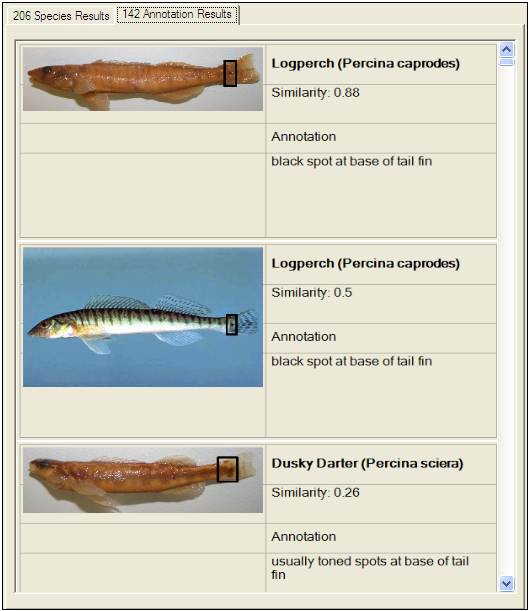 206 Species Results
142 Annotation Results
Logperch (Percina caprodes)
Similarity: 0.88
Annotation
black spot at base of tail fin
Logperch (Percina caprodes)
Similarity: 0.5
Annotation
black spot at base of tail fin
Dusky Darter (Percina sciera)
Similarity: 0.26
Annotation
usually toned spots at base of tail
fin